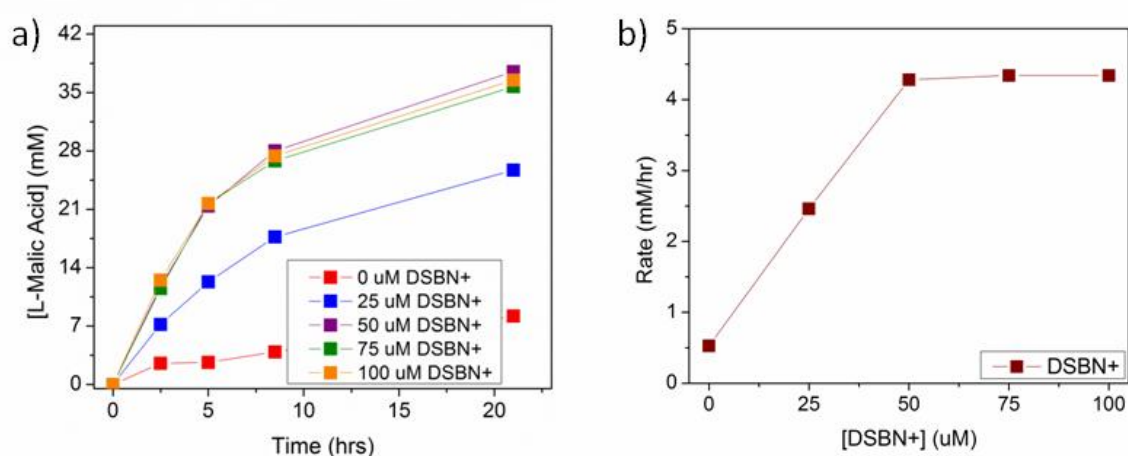 a)
[L-Malic Acid] (mM)
42
35
28
21
14
7
0
0 uM DSBN+
25 uM DSBN+
50 uM DSBN+
75 uM DSBN+
100 uM DSBN+
0 5 10 15 20
Time (hrs)
b)
Rate (mM/hr)
5
4
3
2
1
0
DSBN+
0 25 50 75 100
[DSBN+] (uM)